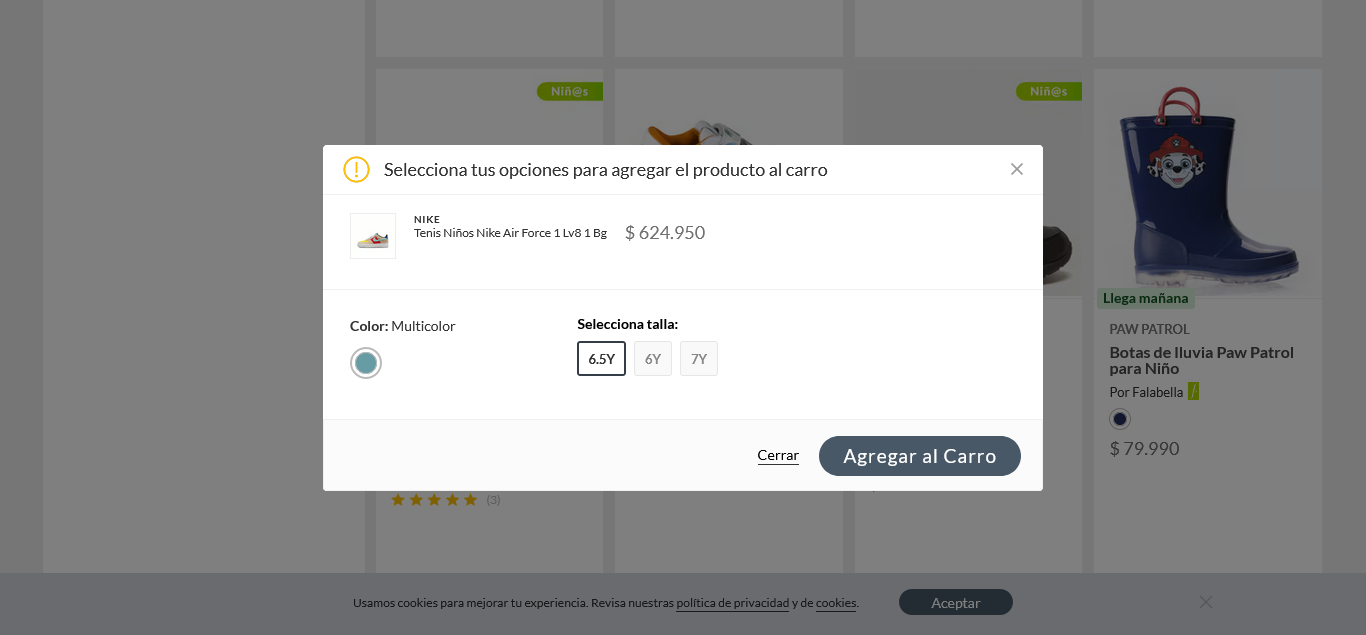 Niñ@s
Niñ@s
Selecciona tus opciones para agregar el producto al carro
NIKE
Tenis Niños Nike Air Force 1 Lv8 1 Bg
$ 624.950
Color: Multicolor
Selecciona talla:
6.5Y
6Y
7Y
Cerrar
Agregar al Carro
(3)
Llega mañana
PAW PATROL
Botas de lluvia Paw Patrol
para Niño
Por Falabella
$ 79.990
Usamos cookies para mejorar tu experiencia. Revisa nuestras política de privacidad y de cookies.
Aceptar